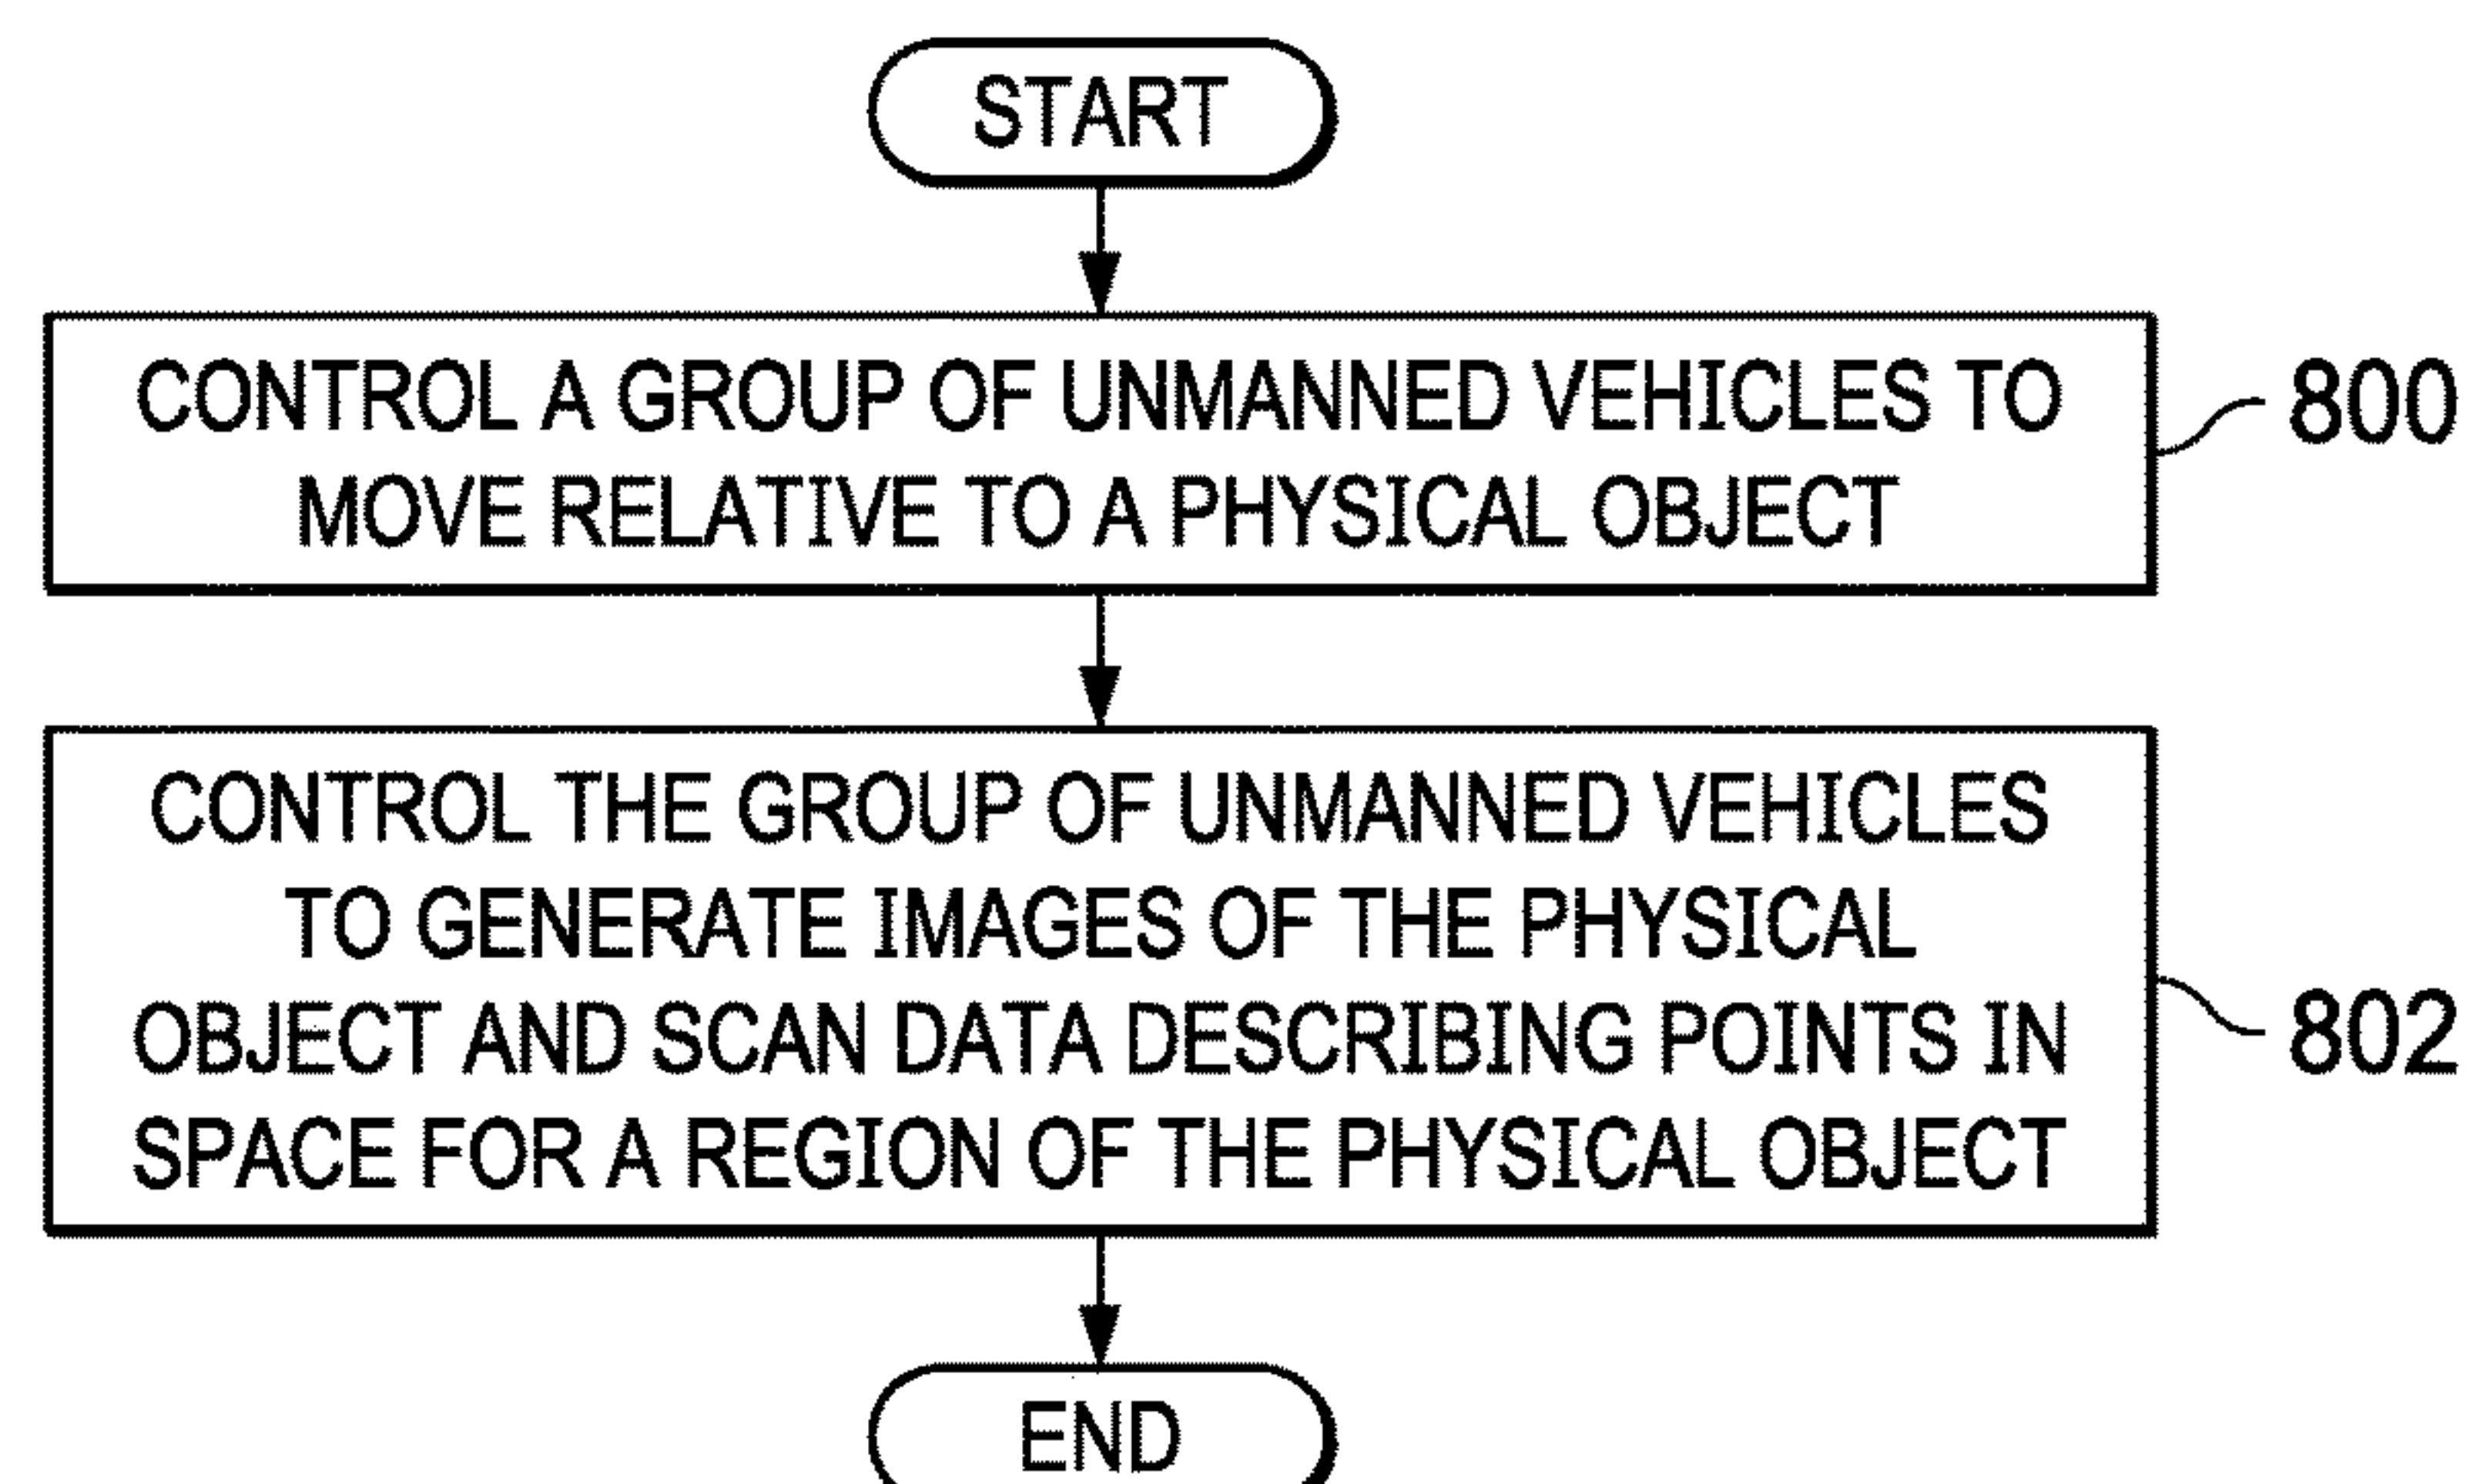 START
CONTROL A GROUP OF UNMANNED VEHICLES TO
MOVE RELATIVE TO A PHYSICAL OBJECT
800
CONTROL THE GROUP OF UNMANNED VEHICLES
TO GENERATE IMAGES OF THE PHYSICAL
OBJECT AND SCAN DATA DESCRIBING POINTS IN
SPACE FOR A REGION OF THE PHYSICAL OBJECT
802
END